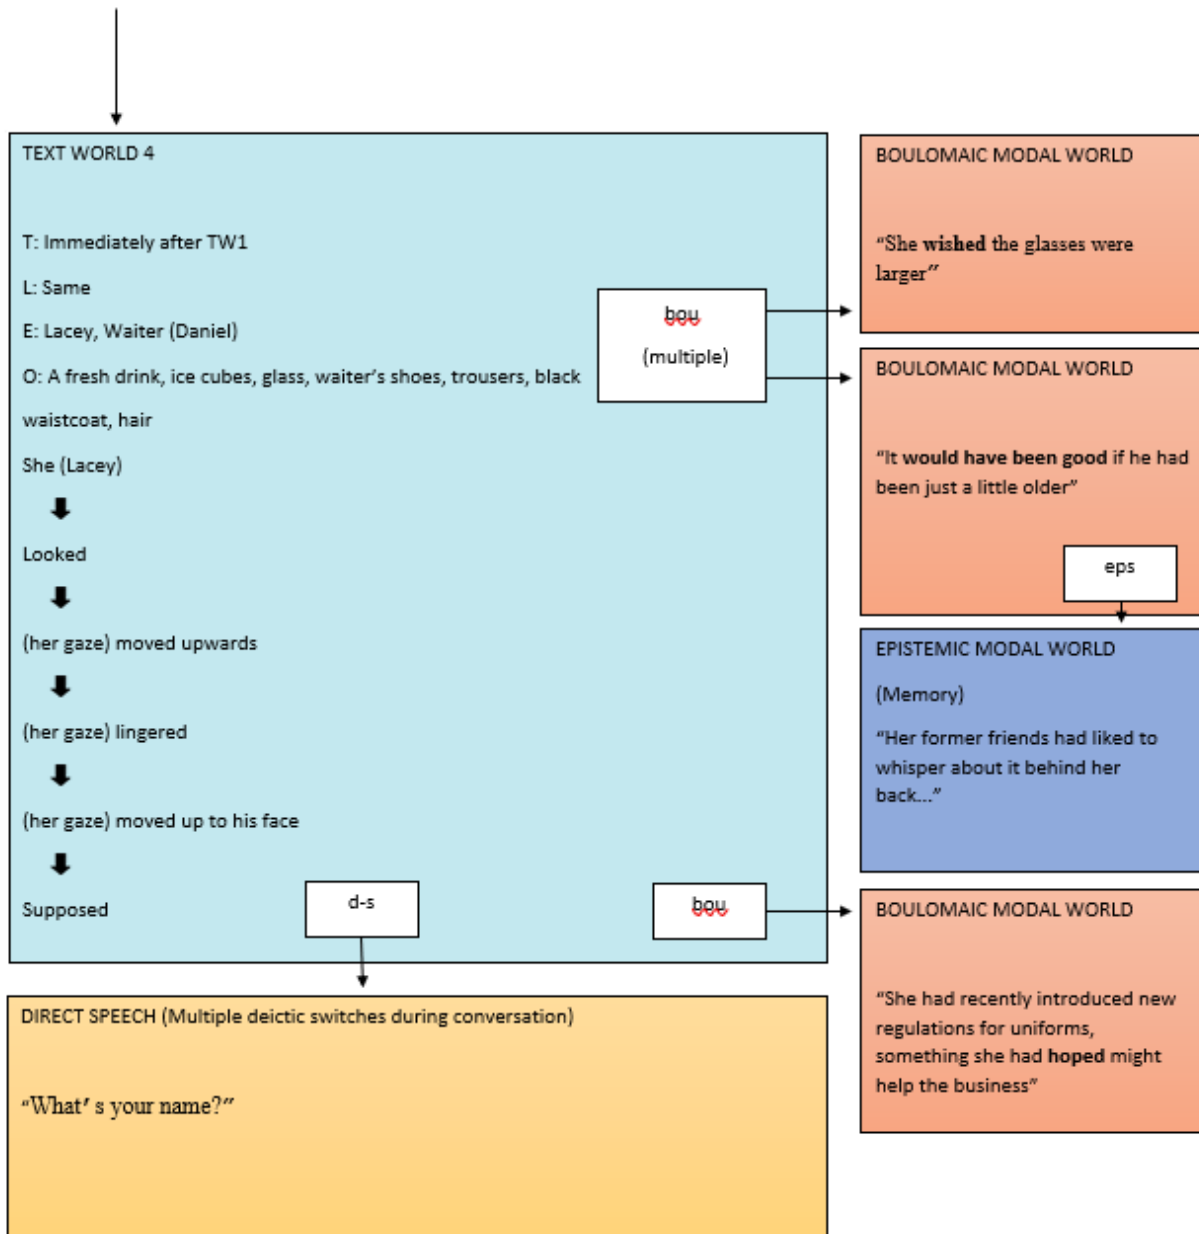 TEXT WORLD 4
T: Immediately after TW1
L: Same
E: Lacey, Waiter (Daniel)
O: A fresh drink, ice cubes, glass, waiter's shoes, trousers, black
waistcoat, hair
She (Lacey)
Looked
(her gaze) moved upwards
(her gaze) lingered
(her gaze) moved up to his face
Supposed
bou
(multiple)
d-s
bou
BOULOMAIC MODAL WORLD
“She wished the glasses were
larger”
BOULOMAIC MODAL WORLD
“It would have been good if he had
been just a little older”
eps
EPISTEMIC MODAL WORLD
(Memory)
“Her former friends had liked to
whisper about it behind her
back...”
BOULOMAIC MODAL WORLD
“She had recently introduced new
regulations for uniforms,
something she had hoped might
help the business”
DIRECT SPEECH (Multiple deictic switches during conversation)
“What’ s your name?”